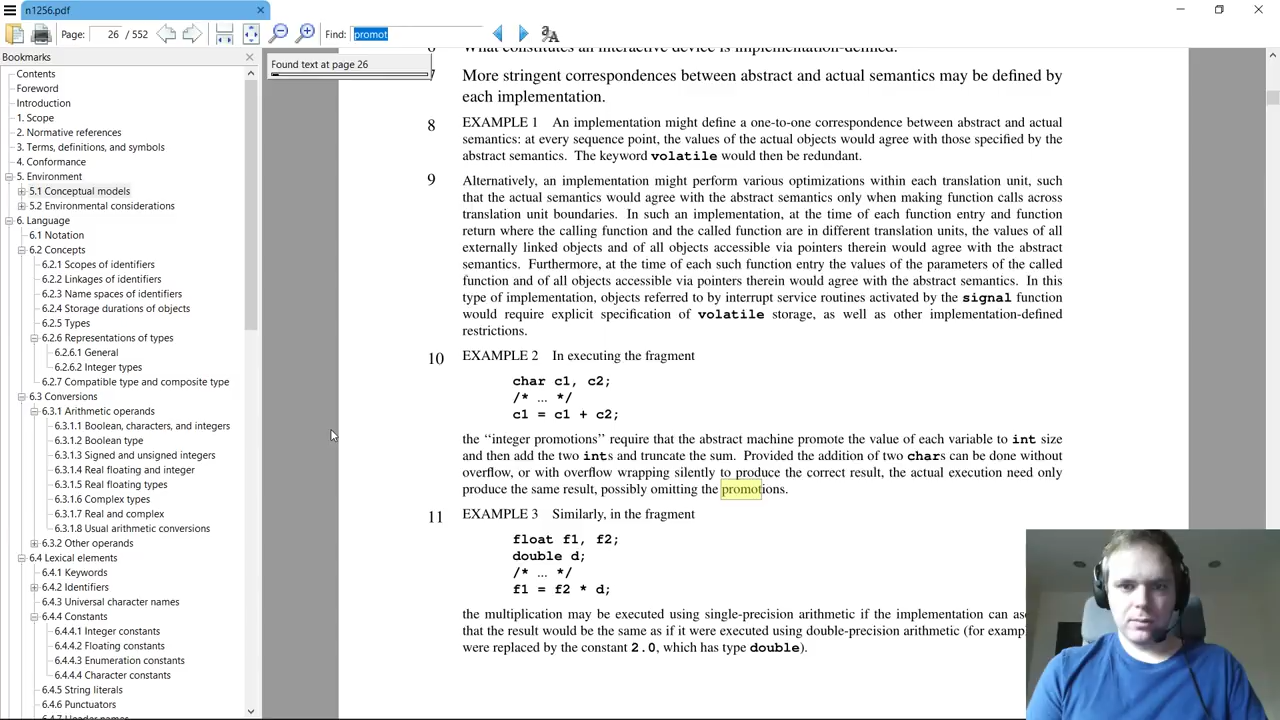 n1256.pdf
Page: 26 / 552 Find: promot
Bookmarks
Contents
Foreword
Introduction
1. Scope
2. Normative references
3. Terms, definitions, and symbols
4. Conformance
5. Environment
5.1 Conceptual models
5.2 Environmental considerations
6. Language
6.1 Notation
6.2 Concepts
6.2.1 Scopes of identifiers
6.2.2 Linkages of identifiers
6.2.3 Name spaces of identifiers
6.2.4 Storage durations of objects
6.2.5 Types
6.2.6 Representations of types
6.2.6.1 General
6.2.6.2 Integer types
6.2.7 Compatible type and composite type
6.3 Conversions
6.3.1 Arithmetic operands
6.3.1.1 Boolean, characters, and integers
6.3.1.2 Boolean type
6.3.1.3 Signed and unsigned integers
6.3.1.4 Real floating and integer
6.3.1.5 Real floating types
6.3.1.6 Complex types
6.3.1.7 Real and complex
6.3.1.8 Usual arithmetic conversions
6.3.2 Other operands
6.4 Lexical elements
6.4.1 Keywords
6.4.2 Identifiers
6.4.3 Universal character names
6.4.4 Constants
6.4.4.1 Integer constants
6.4.4.2 Floating constants
6.4.4.3 Enumeration constants
6.4.4.4 Character constants
6.4.5 String literals
6.4.6 Punctuators
6.4.7 Header names
Found text at page 26
6 What constitutes an interactive device is implementation-defined.
7 More stringent correspondences between abstract and actual semantics may be defined by
each implementation.
8 EXAMPLE 1 An implementation might define a one-to-one correspondence between abstract and actual
semantics: at every sequence point, the values of the actual objects would agree with those specified by the
abstract semantics. The keyword volatile would then be redundant.
9 Alternatively, an implementation might perform various optimizations within each translation unit, such
that the actual semantics would agree with the abstract semantics only when making function calls across
translation unit boundaries. In such an implementation, at the time of each function entry and function
return where the calling function and the called function are in different translation units, the values of all
externally linked objects and of all objects accessible via pointers therein would agree with the abstract
semantics. Furthermore, at the time of each such function entry the values of the parameters of the called
function and of all objects accessible via pointers therein would agree with the abstract semantics. In this
type of implementation, objects referred to by interrupt service routines activated by the signal function
would require explicit specification of volatile storage, as well as other implementation-defined
restrictions.
10 EXAMPLE 2 In executing the fragment
char c1, c2;
/* ... */
c1 = c1 + c2;
the ‘‘integer promotions’’ require that the abstract machine promote the value of each variable to int size
and then add the two ints and truncate the sum. Provided the addition of two chars can be done without
overflow, or with overflow wrapping silently to produce the correct result, the actual execution need only
produce the same result, possibly omitting the promotions.
11 EXAMPLE 3 Similarly, in the fragment
float f1, f2;
double d;
/* ... */
f1 = f2 * d;
the multiplication may be executed using single-precision arithmetic if the implementation can
that the result would be the same as if it were executed using double-precision arithmetic (for
were replaced by the constant 2.0, which has type double).